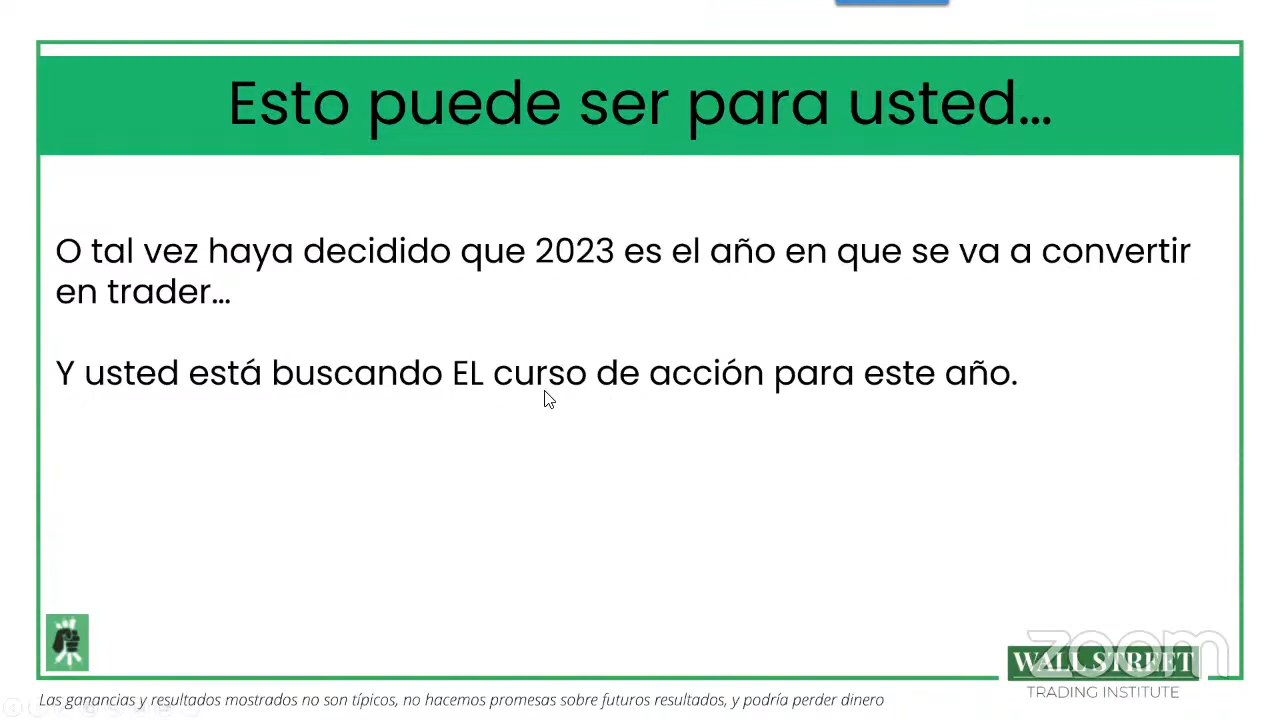 Esto puede ser para usted...
O tal vez haya decidido que 2023 es el año en que se va a convertir
en trader...
Y usted está buscando EL curso de acción para este año.
zoom
WALL STREET
TRADING INSTITUTE
Las ganancias y resultados mostrados no son típicos, no hacemos promesas sobre futuros resultados, y podría perder dinero